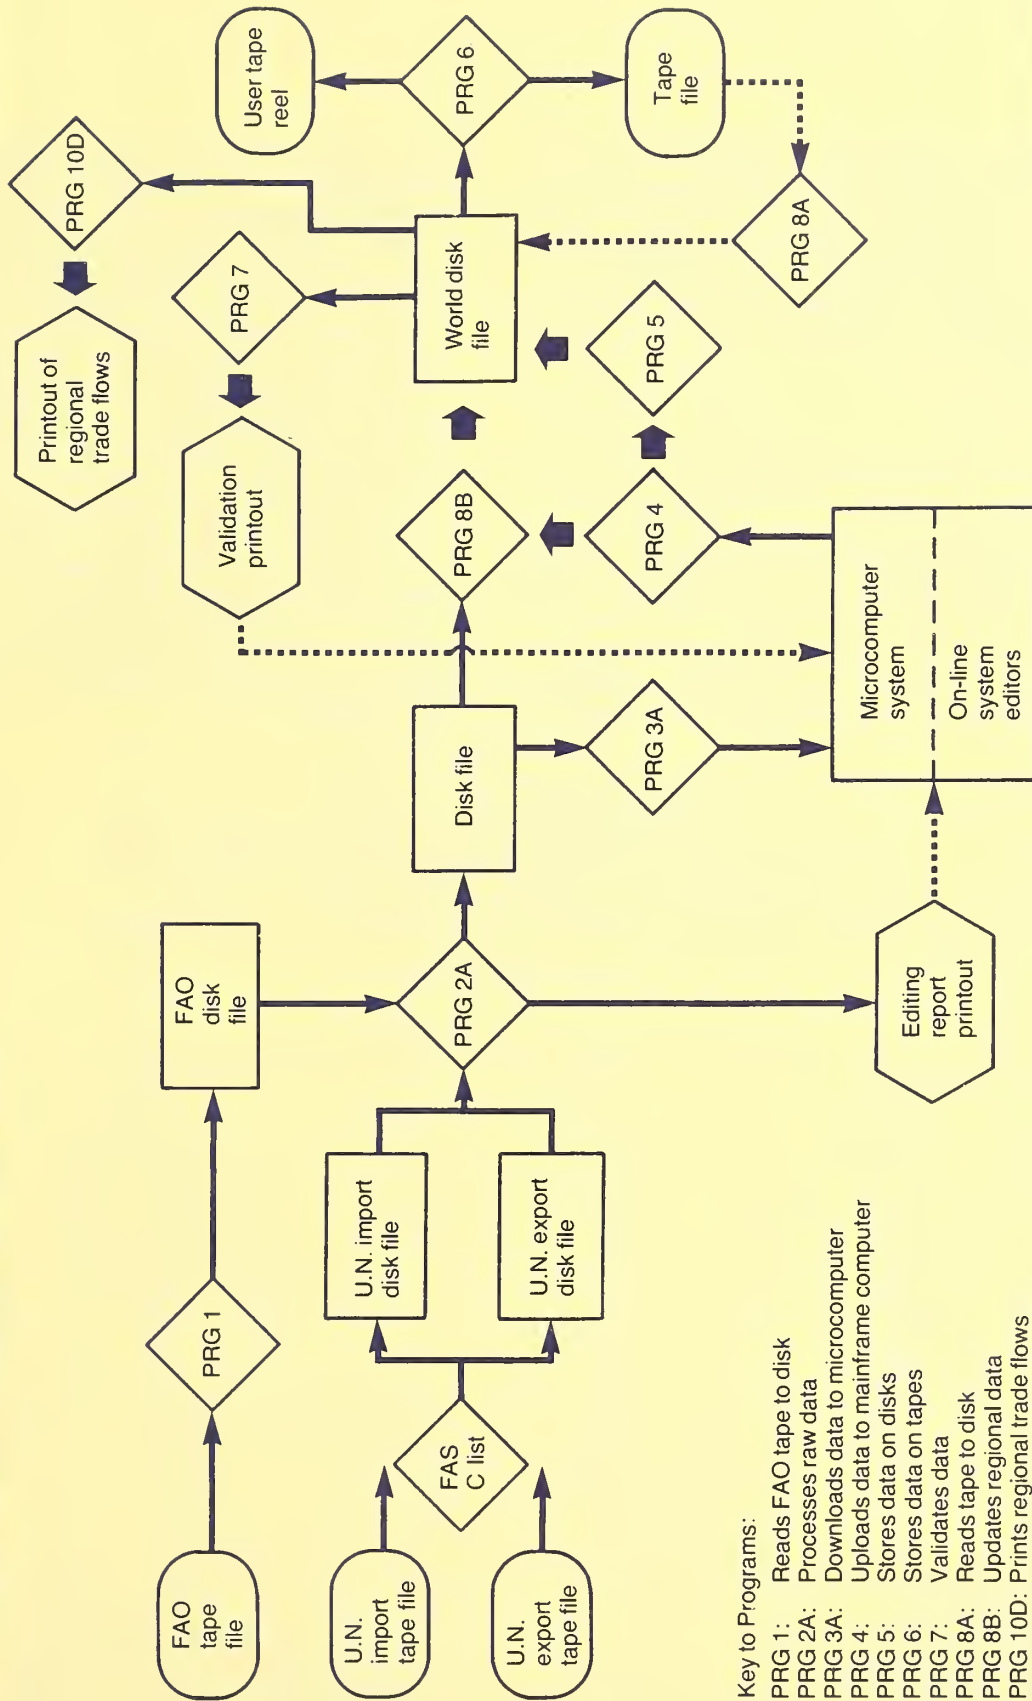 FAO
tape
file
PRG 1
FAO
disk
file
U.N.
import
tape file
U.N.
export
tape file
FAS
C list
U.N. import
disk file
U.N. export
disk file
PRG 2A
Editing
report
printout
Disk file
PRG 3A
Microcomputer
system
On-line
system
editors
PRG 4
PRG 5
PRG 8B
World disk
file
PRG 7
Validation
printout
PRG 10D
Printout of
regional
trade flows
PRG 6
User tape
reel
Tape
file
PRG 8A
Key to Programs:
PRG 1: Reads FAO tape to disk
PRG 2A: Processes raw data
PRG 3A: Downloads data to microcomputer
PRG 4: Uploads data to mainframe computer
PRG 5: Stores data on disks
PRG 6: Stores data on tapes
PRG 7: Validates data
PRG 8A: Reads tape to disk
PRG 8B: Updates regional data
PRG 10D: Prints regional trade flows